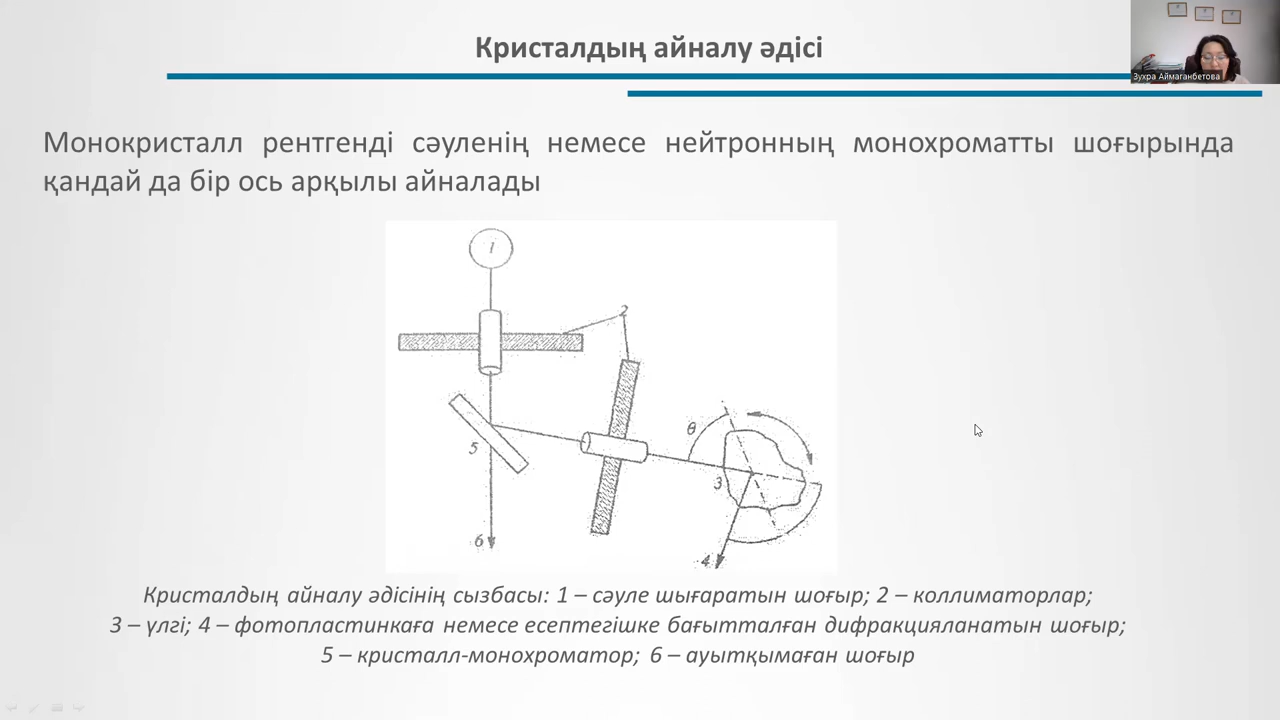 Кристалдың айналу әдісі
Зухра Аймаганбетова
Монокристалл рентгенді сәуленің немесе нейтронның монохроматты шоғырында
қандай да бір ось арқылы айналады
1
2
θ
5
3
6
4
Кристалдың айналу әдісінің сызбасы: 1 – сәуле шығаратын шоғыр; 2 – коллиматорлар;
3 – үлгі; 4 – фотопластинкаға немесе есептегішке бағытталған дифракцияланатын шоғыр;
5 – кристалл-монохроматор; 6 – ауытқымаған шоғыр